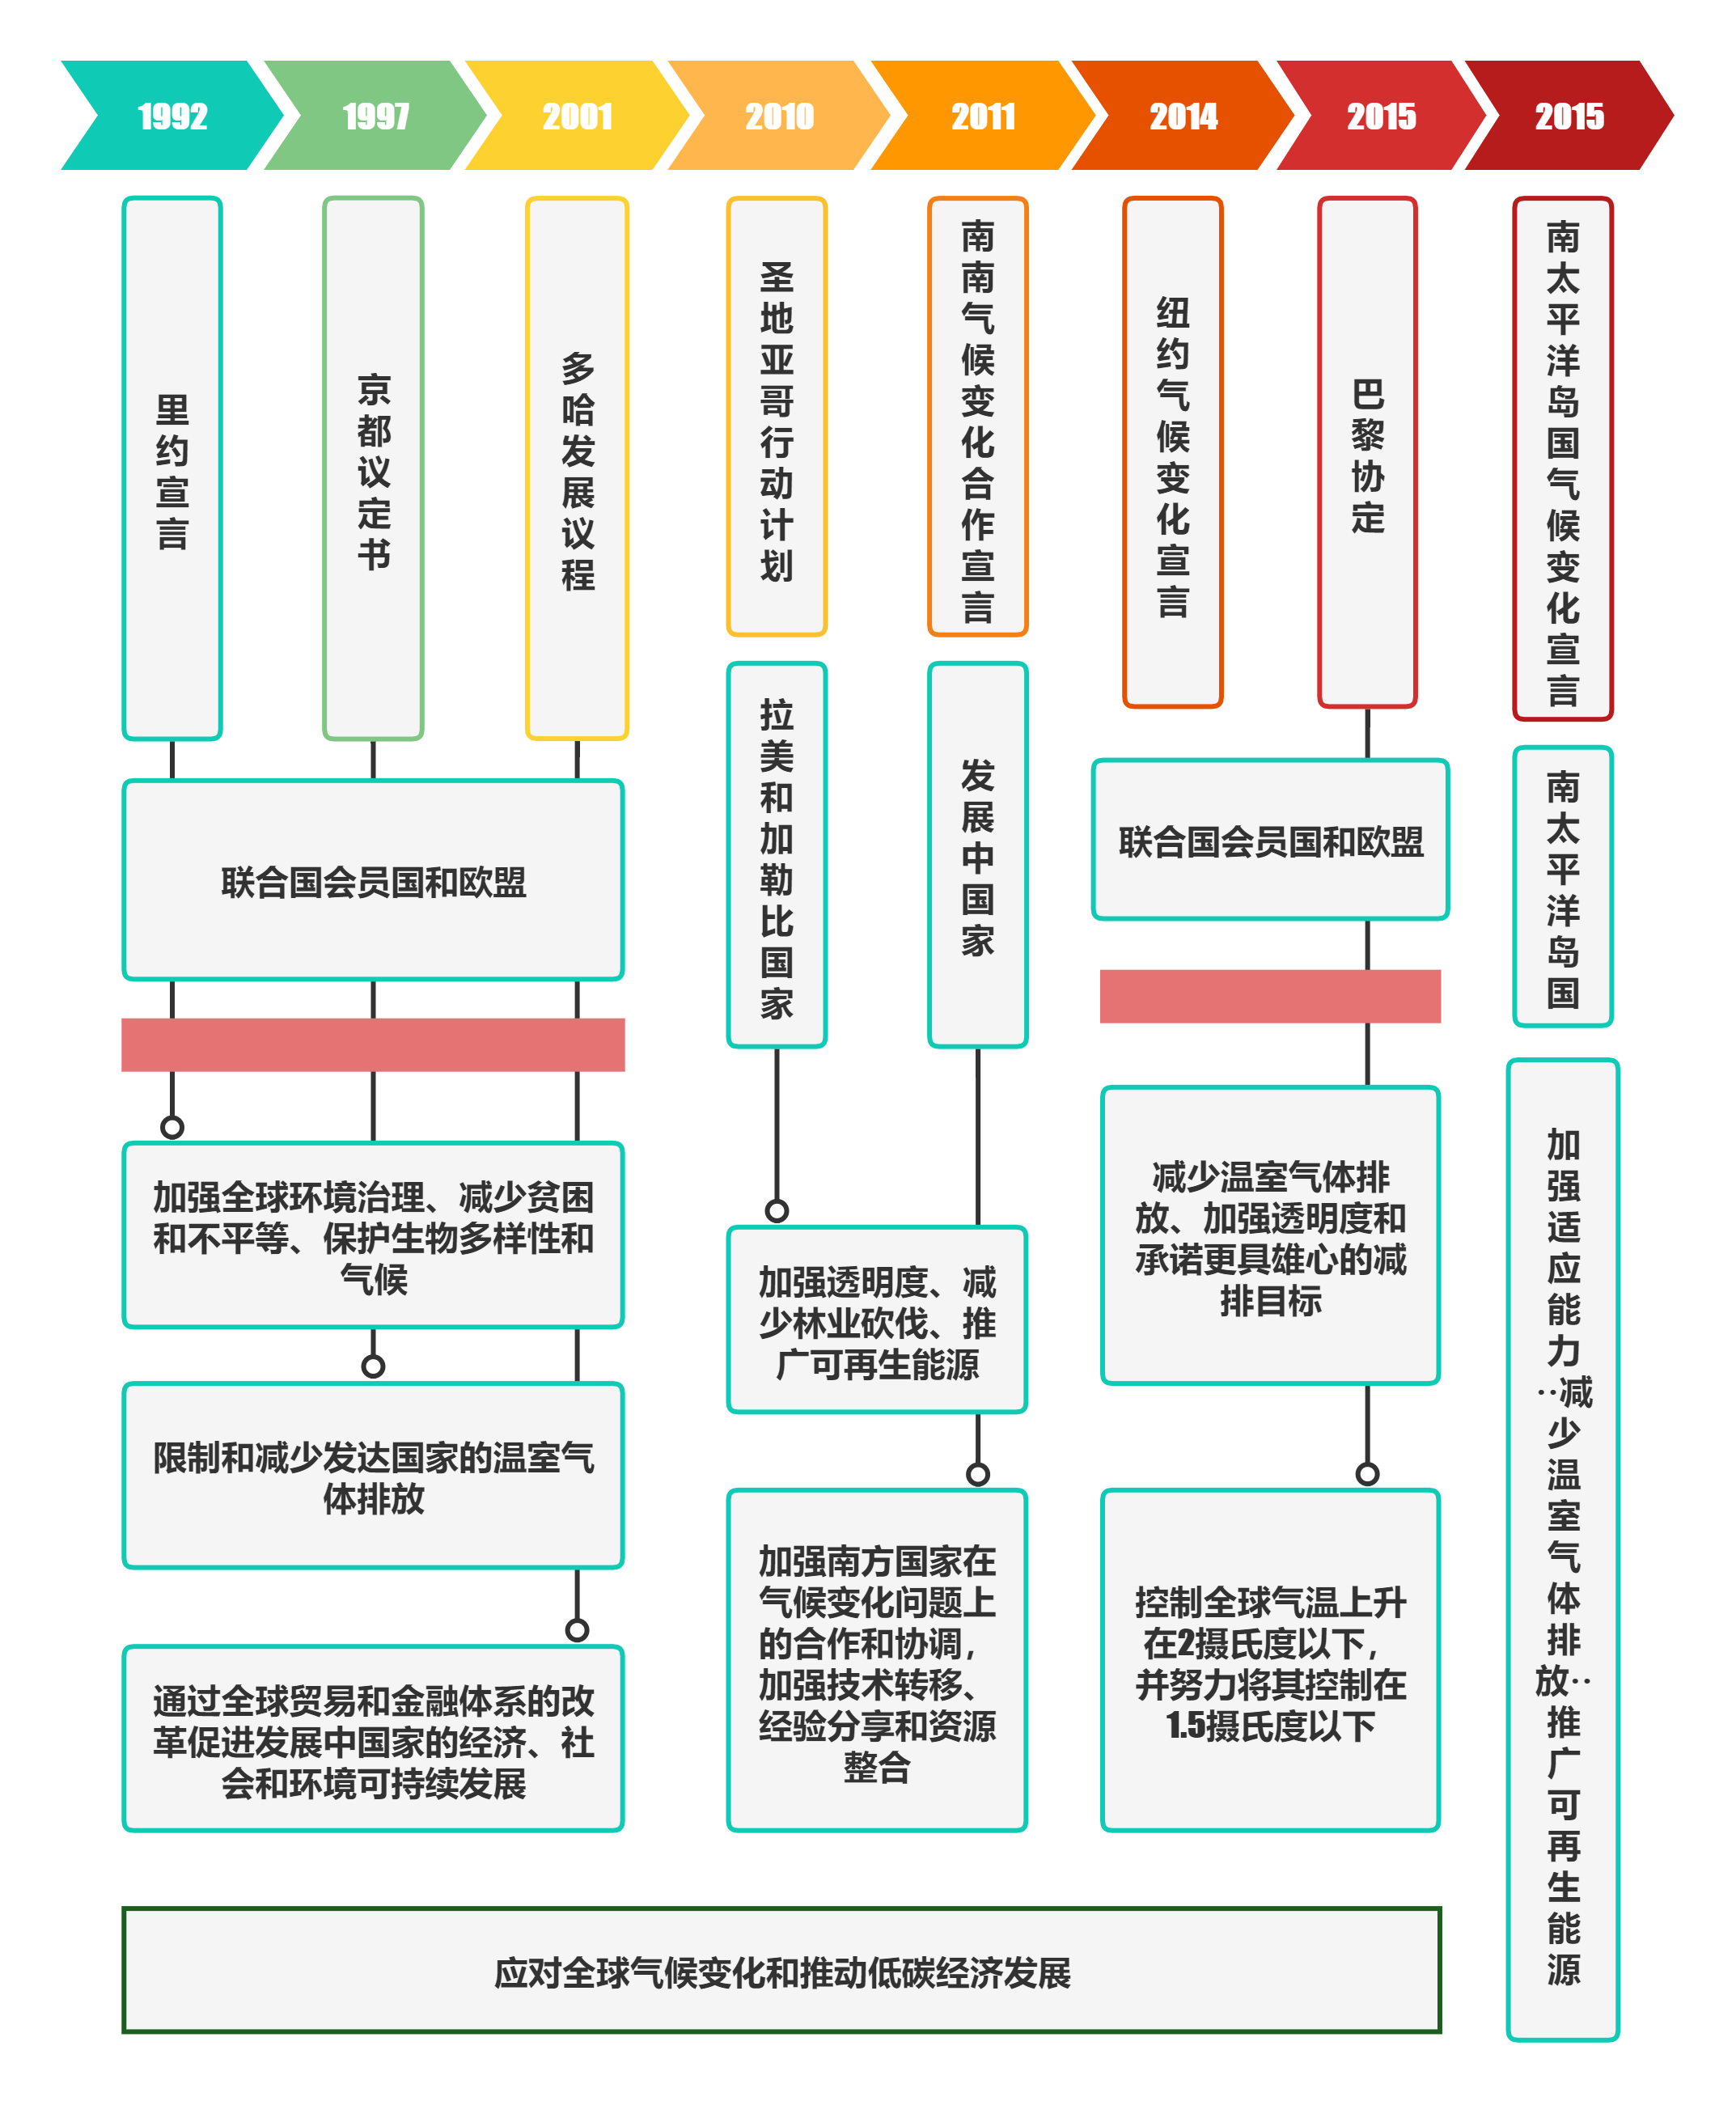 1992
1997
2001
2010
2011
2014
2015
2015
里约宣言
京都议定书
多哈发展议程
圣地亚哥行动计划
南南气候变化合作宣言
纽约气候变化宣言
巴黎协定
南太平洋岛国气候变化宣言
联合国会员国和欧盟
拉美和加勒比国家
发展中国家
联合国会员国和欧盟
南太平洋岛国
加强全球环境治理、减少贫困
和不平等、保护生物多样性和
气候
限制和减少发达国家的温室气
体排放
通过全球贸易和金融体系的改
革促进发展中国家的经济、社
会和环境可持续发展
加强透明度、减
少林业砍伐、推
广可再生能源
加强南方国家在
气候变化问题上
的合作和协调，
加强技术转移、
经验分享和资源
整合
减少温室气体排
放、加强透明度和
承诺更具雄心的减
排目标
控制全球气温上升
在2摄氏度以下，
并努力将其控制在
1.5摄氏度以下
加强适应能力··减少温室气体排放··推广可再生能源
应对全球气候变化和推动低碳经济发展